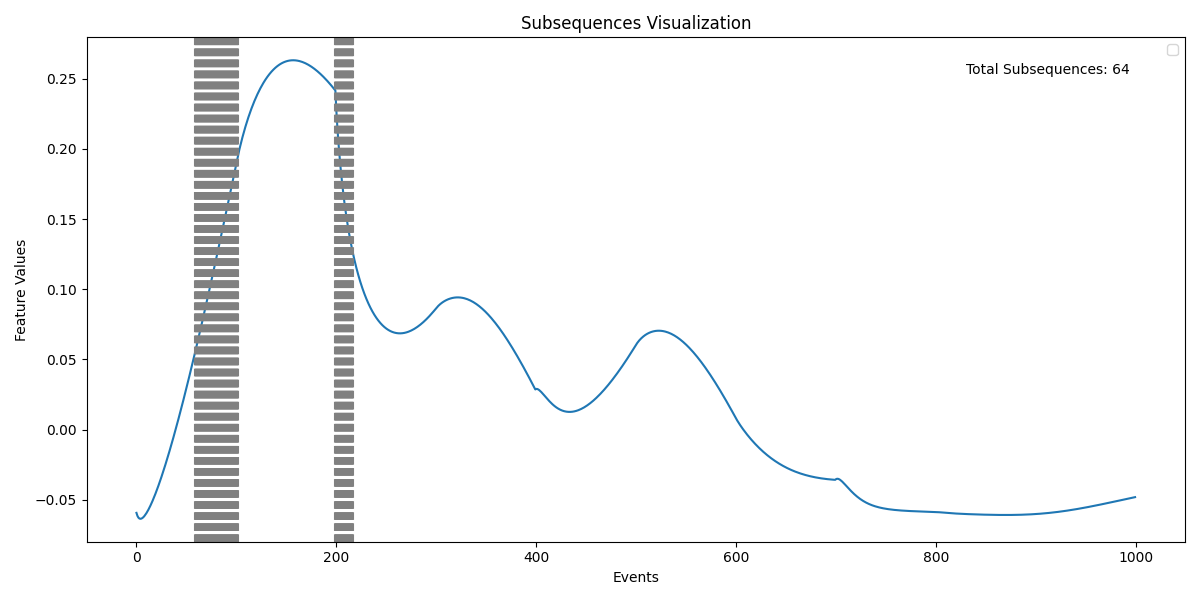 Subsequences Visualization
Total Subsequences: 64
Feature Values
0.25
0.20
0.15
0.10
0.05
0.00
−0.05
0 200 400 600 800 1000
Events